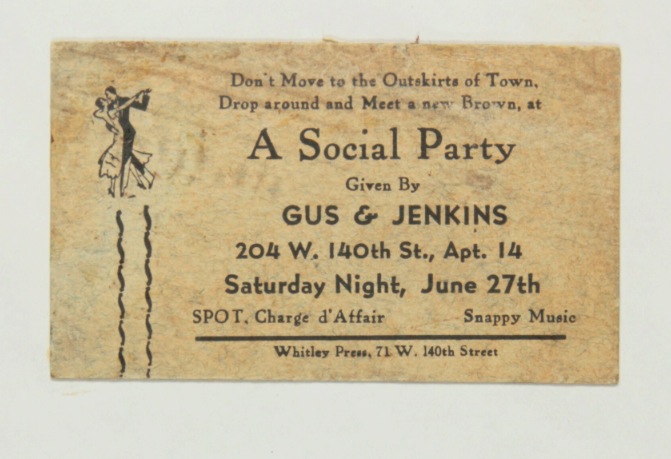 Don't Move to the Outskirts of Town,
Drop around and Meet a new Brown, at
A Social Party
Given By
GUS & JENKINS
204 W. 140th St., Apt. 14
Saturday Night, June 27th
SPOT, Charge d'Affair Snappy Music
Whitley Press, 71 W. 140th Street